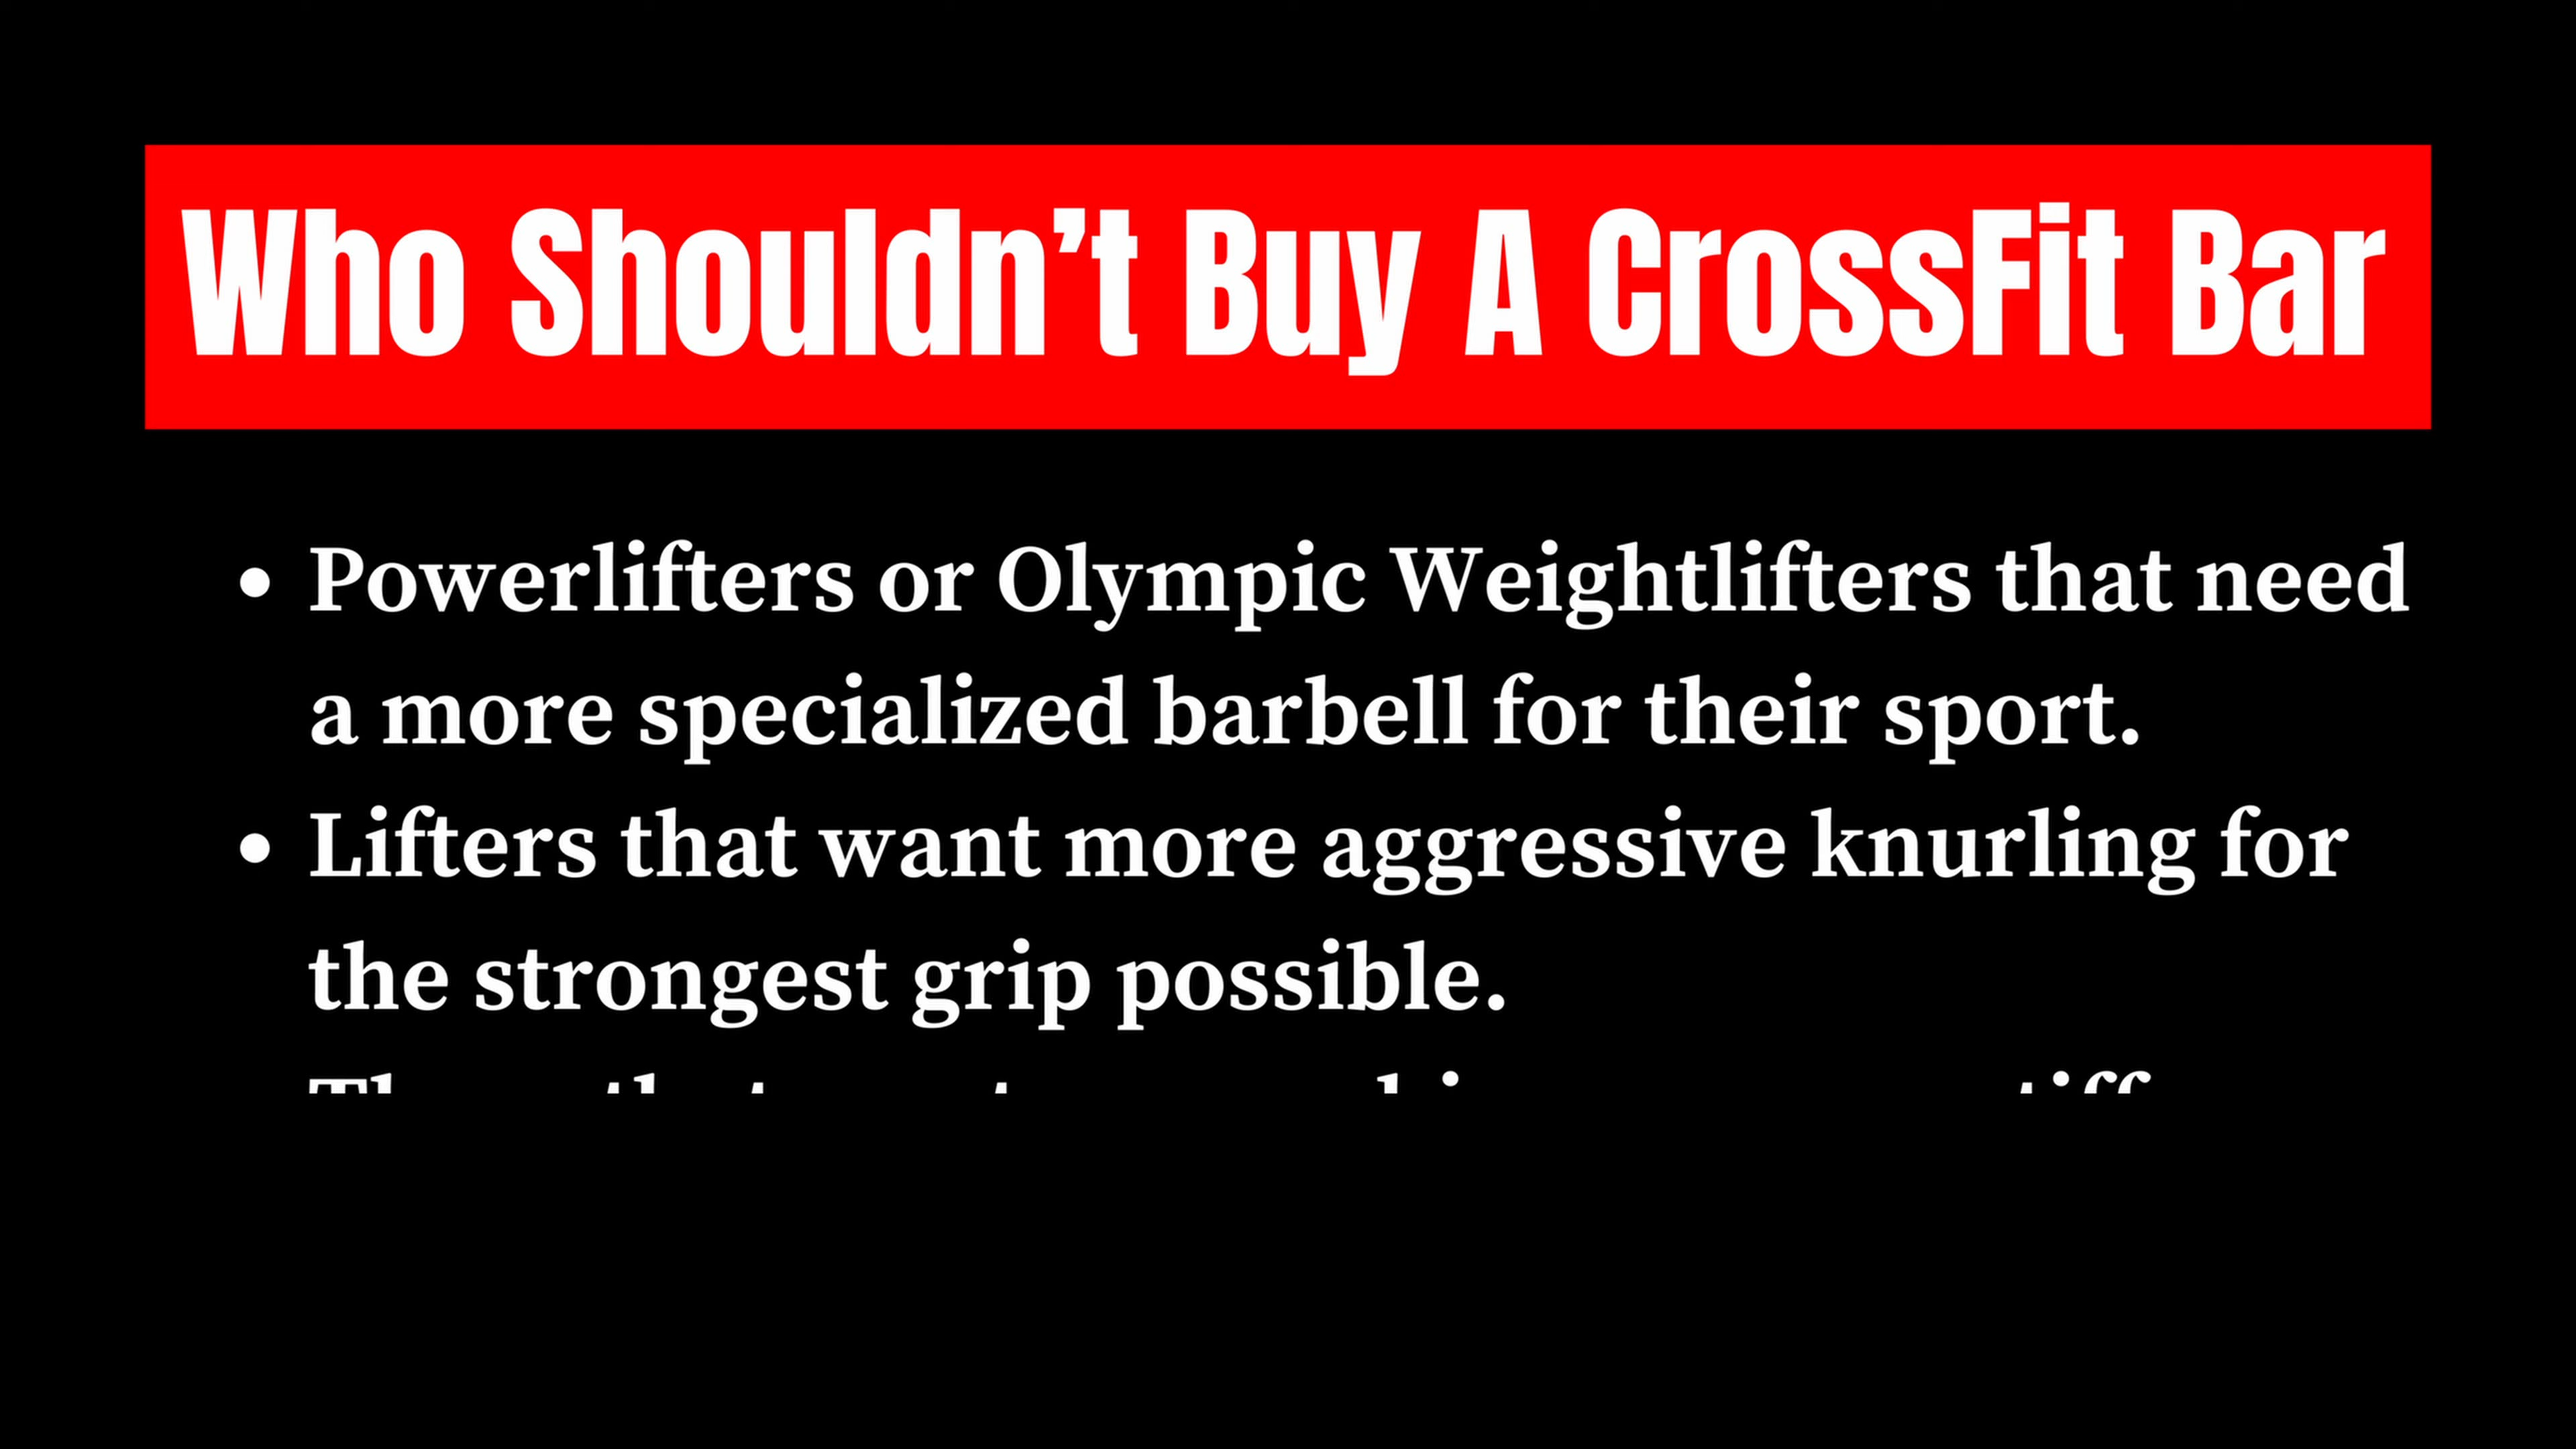 Who Shouldn’t Buy A CrossFit Bar
• Powerlifters or Olympic Weightlifters that need
a more specialized barbell for their sport.
• Lifters that want more aggressive knurling for
the strongest grip possible.